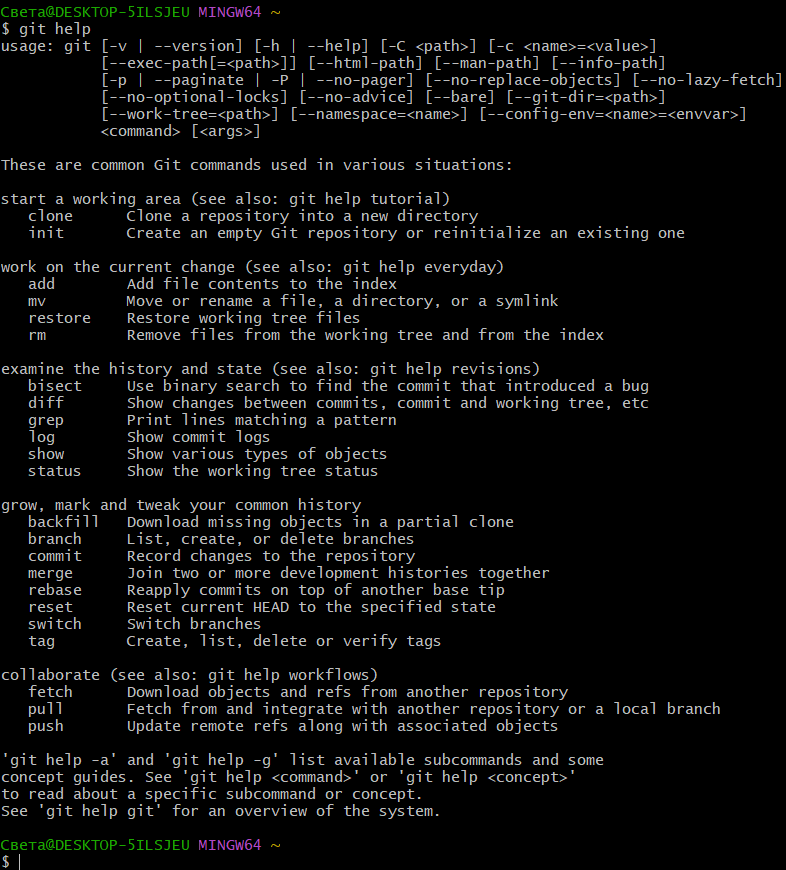 Света@DESKTOP-5ILSJEU MINGW64 ~
$ git help
usage: git [-v | --version] [-h | --help] [-C <path>] [-c <name>=<value>]
           [--exec-path[=<path>]] [--html-path] [--man-path] [--info-path]
           [-p | --paginate | -P | --no-pager] [--no-replace-objects] [--no-lazy-fetch]
           [--no-optional-locks] [--no-advice] [--bare] [--git-dir=<path>]
           [--work-tree=<path>] [--namespace=<name>] [--config-env=<name>=<envvar>]
           <command> [<args>]

These are common Git commands used in various situations:

start a working area (see also: git help tutorial)
   clone      Clone a repository into a new directory
   init       Create an empty Git repository or reinitialize an existing one

work on the current change (see also: git help everyday)
   add        Add file contents to the index
   mv         Move or rename a file, a directory, or a symlink
   restore    Restore working tree files
   rm         Remove files from the working tree and from the index

examine the history and state (see also: git help revisions)
   bisect     Use binary search to find the commit that introduced a bug
   diff       Show changes between commits, commit and working tree, etc
   grep       Print lines matching a pattern
   log        Show commit logs
   show       Show various types of objects
   status     Show the working tree status

grow, mark and tweak your common history
   backfill   Download missing objects in a partial clone
   branch     List, create, or delete branches
   commit     Record changes to the repository
   merge      Join two or more development histories together
   rebase     Reapply commits on top of another base tip
   reset      Reset current HEAD to the specified state
   switch     Switch branches
   tag        Create, list, delete or verify tags

collaborate (see also: git help workflows)
   fetch      Download objects and refs from another repository
   pull       Fetch from and integrate with another repository or a local branch
   push       Update remote refs along with associated objects

'git help -a' and 'git help -g' list available subcommands and some
concept guides. See 'git help <command>' or 'git help <concept>'
to read about a specific subcommand or concept.
See 'git help git' for an overview of the system.

Света@DESKTOP-5ILSJEU MINGW64 ~
$